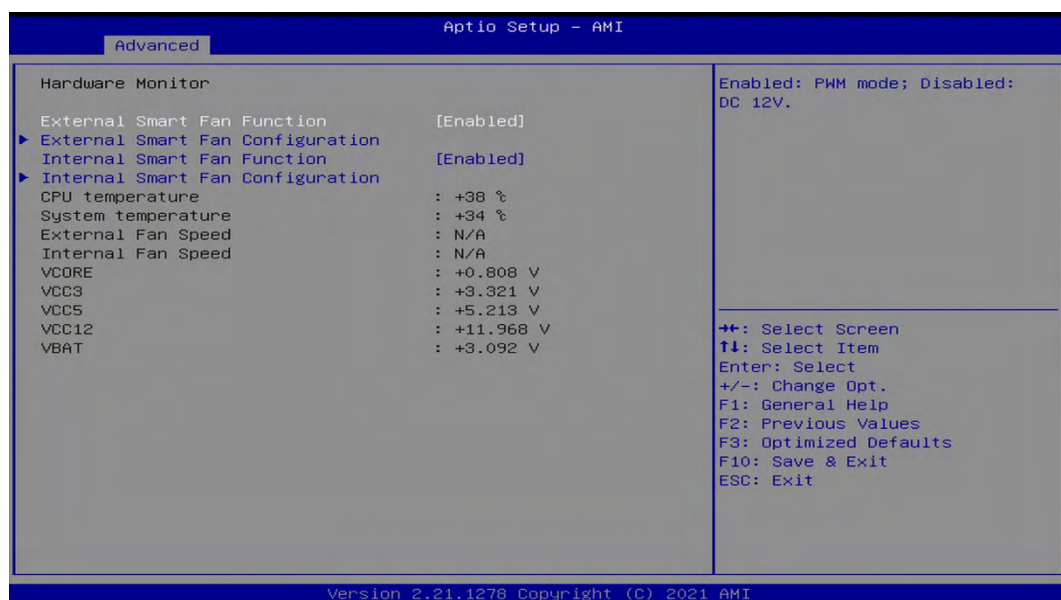 Aptio Setup – AMI
Advanced
Hardware Monitor
External Smart Fan Function [Enabled]
▶ External Smart Fan Configuration
Internal Smart Fan Function [Enabled]
▶ Internal Smart Fan Configuration
CPU temperature : +38 ℃
System temperature : +34 ℃
External Fan Speed : N/A
Internal Fan Speed : N/A
VCORE : +0.808 V
VCC3 : +3.321 V
VCC5 : +5.213 V
VCC12 : +11.968 V
VBAT : +3.092 V
Enabled: PWM mode; Disabled:
DC 12V.
→←: Select Screen
↑↓: Select Item
Enter: Select
+/-: Change Opt.
F1: General Help
F2: Previous Values
F3: Optimized Defaults
F10: Save & Exit
ESC: Exit
Version 2.21.1278 Copyright (C) 2021 AMI